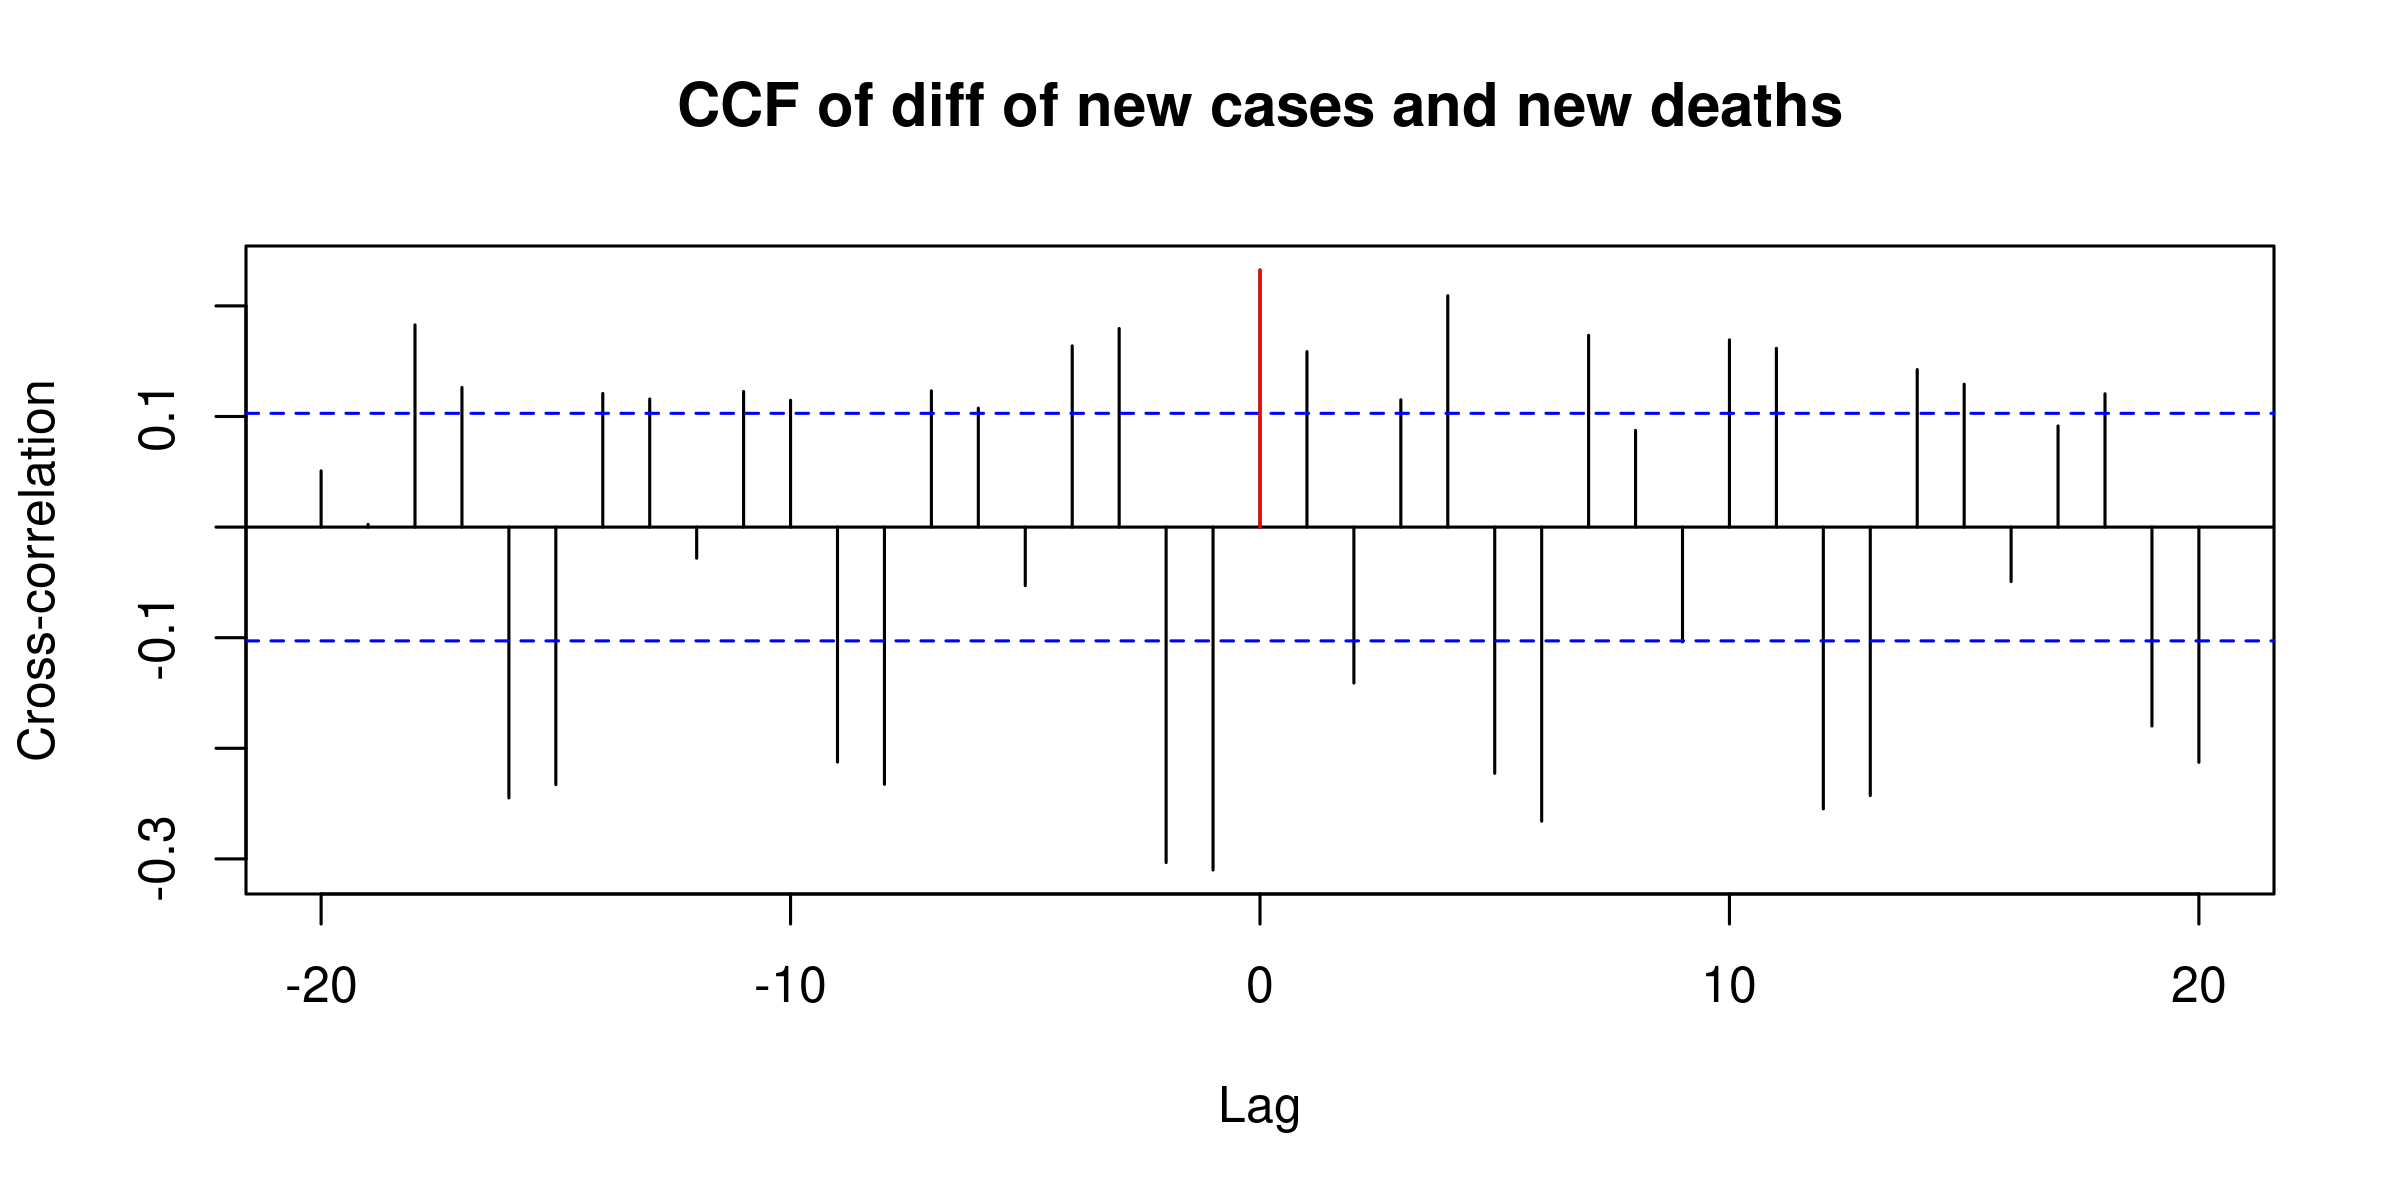 CCF of diff of new cases and new deaths
Cross-correlation
0.1
-0.1
-0.3
-20 -10 0 10 20
Lag